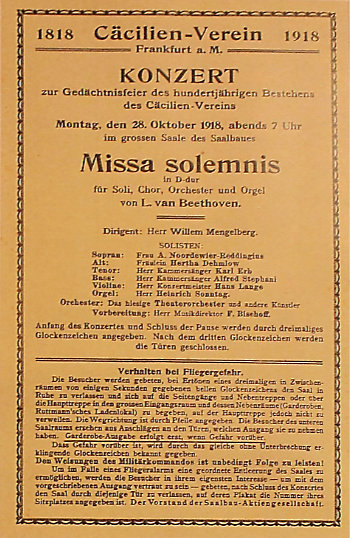 1818 Cäcilien-Verein 1918
Frankfurt a. M.
KONZERT
zur Gedächtnisfeier des hundertjährigen Bestehens
des Cäcilien-Vereins
Montag, den 28. Oktober 1918, abends 7 Uhr
im grossen Saale des Saalbaues
Missa solemnis
in D-dur
für Soli, Chor, Orchester und Orgel
von L. van Beethoven.
Dirigent: Herr Willem Mengelberg.
SOLISTEN:
Sopran: Frau A. Noordewier-Reddingius
Alt: Fräulein Hertha Dehmlow
Tenor: Herr Kammersänger Karl Erb
Bass: Herr Kammersänger Alfred Stephani
Violine: Herr Konzertmeister Hans Lange
Orgel: Herr Heinrich Sonntag.
Orchester: Das hiesige Theaterorchester und andere Künstler
Vorbereitung: Herr Musikdirektor F. Bischoff.
Anfang des Konzertes und Schluss der Pause werden durch dreimaliges
Glockenzeichen angegeben. Nach dem dritten Glockenzeichen werden
die Türen geschlossen.
Verhalten bei Fliegergefahr.
Die Besucher werden gebeten, bei Ertönen eines dreimaligen in Zwischen-
räumen von einigen Sekunden gegebenen hellen Glockenzeichens den Saal in
Ruhe zu verlassen und sich auf die Seitengänge und Nebentreppen oder über
die Haupttreppe in den grossen Eingangsraum und dessen Nebenräume (Garderobe,
Ruttmann'sches Ladenlokal) zu begeben, auf der Haupttreppe jedoch nicht zu
verweilen. Die Wegrichtung ist durch Pfeile angegeben. Die Besucher des unteren
Saalraums ersehen aus Anschlägen an den Türen, welchen Ausgang sie zu nehmen
haben. Garderobe-Ausgabe erfolgt erst, wenn Gefahr vorüber.
Dass Gefahr vorüber ist, wird durch das gleiche ohne Unterbrechung er-
klingende Glockenzeichen bekannt gegeben.
Den Weisungen des Militärkommandos ist unbedingt Folge zu leisten!
Um im Falle eines Fliegeralarms eine geordnete Entleerung des Saales zu
ermöglichen, werden die Besucher in ihrem eigensten Interesse — um mit dem
vorgeschriebenen Ausgang vertraut zu sein — gebeten, nach Schluss des Konzertes
den Saal durch diejenige Tür zu verlassen, auf deren Plakat die Nummer ihres
Sitzplatzes angegeben ist. Der Vorstand der Saalbau-Aktiengesellschaft.